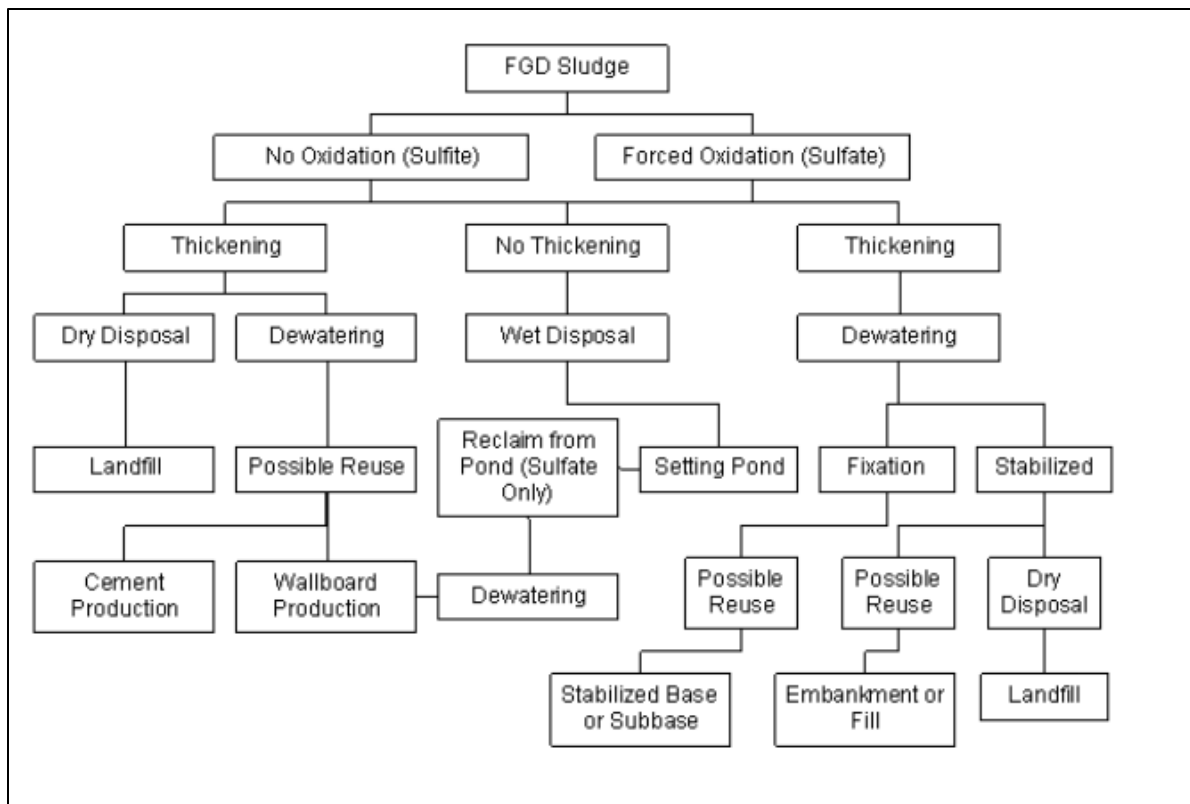 FGD Sludge
No Oxidation (Sulfite)
Forced Oxidation (Sulfate)
Thickening
No Thickening
Thickening
Dry Disposal
Dewatering
Wet Disposal
Dewatering
Landfill
Possible Reuse
Reclaim from
Pond (Sulfate
Only)
Setting Pond
Fixation
Stabilized
Cement
Production
Wallboard
Production
Dewatering
Possible
Reuse
Possible
Reuse
Dry
Disposal
Stabilized Base
or Subbase
Embankment or
Fill
Landfill